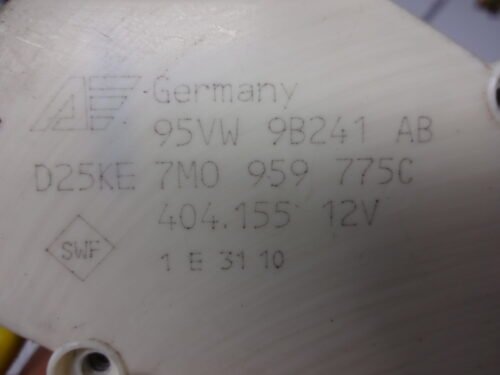 Germany
95VW 9B241 AB
D25KE 7M0 959 775C
404.155 12V
SWF
1 E 31 10